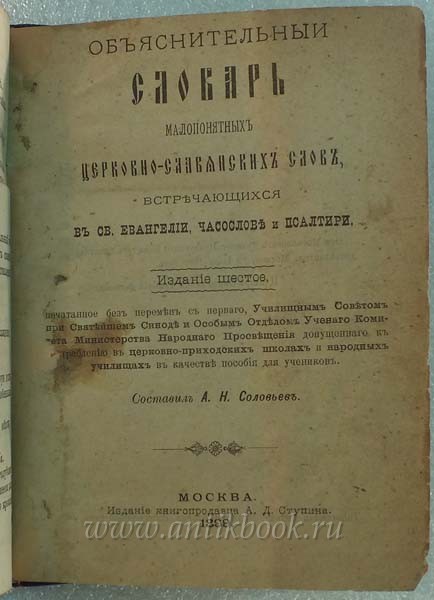 ОБЪЯСНИТЕЛЬНЫЙ
СЛОВАРЬ
МАЛОПОНЯТНЫХЪ
ЦЕРКОВНО-СЛАВЯНСКИХЪ СЛОВЪ,
ВСТРѢЧАЮЩИХСЯ
ВЪ СВ. ЕВАНГЕЛІИ, ЧАСОСЛОВѢ и ПСАЛТИРИ.
Изданіе шестое,
печатанное безъ перемѣнъ съ перваго, Училищнымъ Совѣтомъ
при Святѣйшемъ Синодѣ и Особымъ Отдѣломъ Ученаго Коми-
тета Министерства Народнаго Просвѣщенія допущеннаго къ
треблению въ церковно-приходскихъ школахъ и народныхъ
училищахъ въ качествѣ пособія для учениковъ.
Составилъ А. Н. Соловьевъ.
МОСКВА.
Изданіе книгопродавца А. Д. Ступина.
www.antikbook.ru